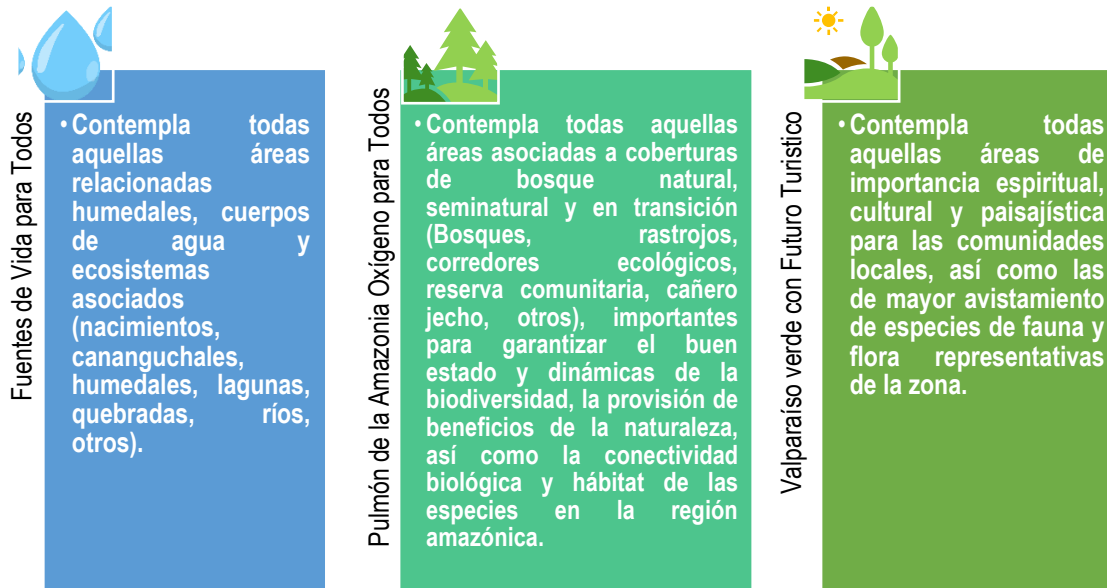 Fuentes de Vida para Todos
• Contempla todas
aquellas áreas
relacionadas
humedales, cuerpos
de agua y
ecosistemas
asociados
(nacimientos,
cananguchales,
humedales, lagunas,
quebradas, ríos,
otros).
Pulmón de la Amazonia Oxígeno para Todos
• Contempla todas aquellas
áreas asociadas a coberturas
de bosque natural,
seminatural y en transición
(Bosques, rastrojos,
corredores ecológicos,
reserva comunitaria, cañero
jecho, otros), importantes
para garantizar el buen
estado y dinámicas de la
biodiversidad, la provisión de
beneficios de la naturaleza,
así como la conectividad
biológica y hábitat de las
especies en la región
amazónica.
Valparaíso verde con Futuro Turistico
• Contempla todas
aquellas áreas de
importancia espiritual,
cultural y paisajística
para las comunidades
locales, así como las
de mayor avistamiento
de especies de fauna y
flora representativas
de la zona.